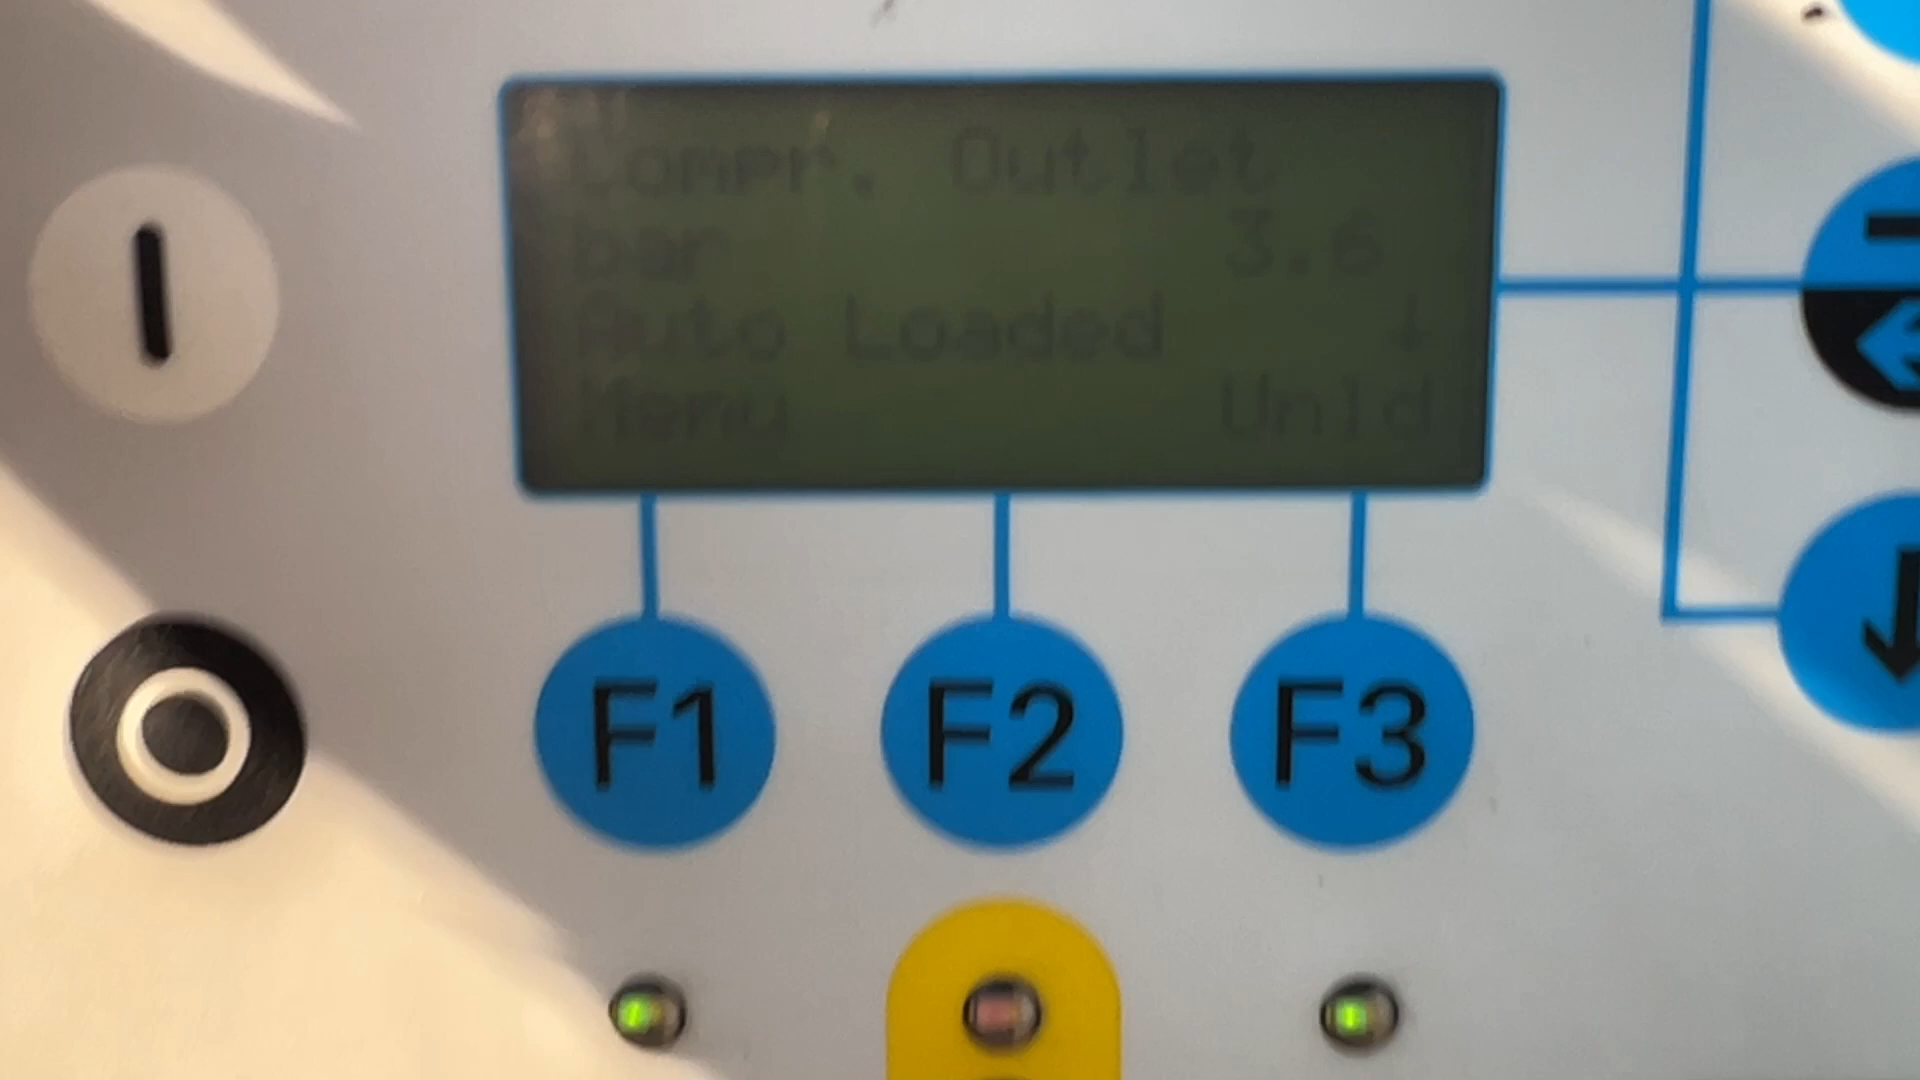 Compr. Outlet
bar 3.6
Auto Loaded ↓
Menu Unld
F1 F2 F3